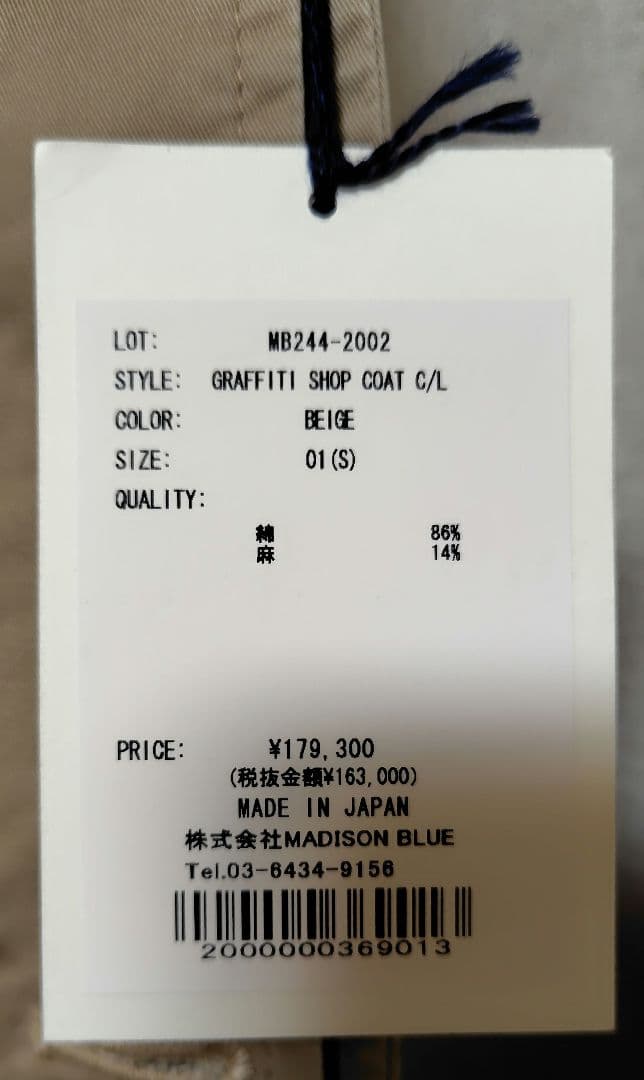 LOT: MB244-2002
STYLE: GRAFFITI SHOP COAT C/L
COLOR: BEIGE
SIZE: 01(S)
QUALITY:
綿 86%
麻 14%
PRICE: ¥179,300
(税抜金額¥163,000)
MADE IN JAPAN
株式会社MADISON BLUE
Tel.03-6434-9156
2000000369013